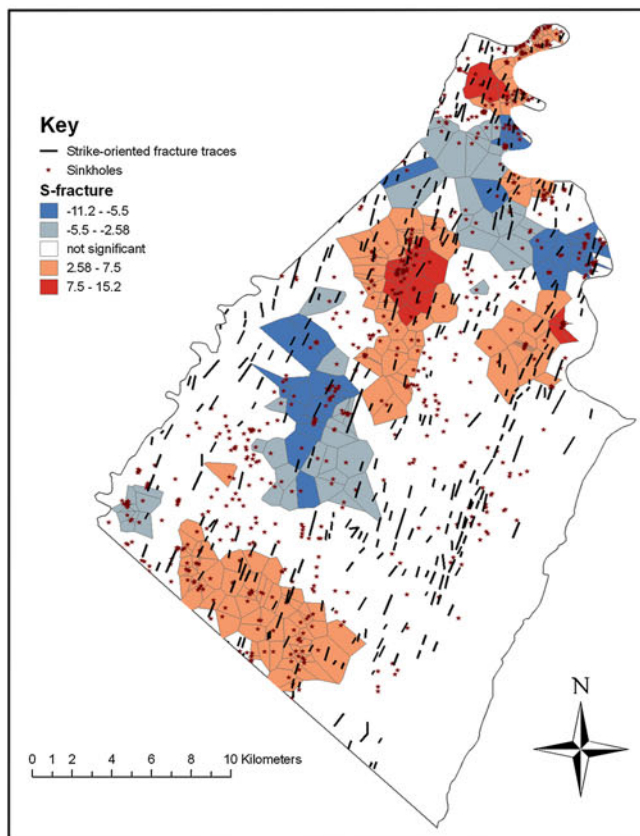 N
Key
Strike-oriented fracture traces
Sinkholes
S-fracture
-11.2 - -5.5
-5.5 - -2.58
not significant
2.58 - 7.5
7.5 - 15.2
0 1 2 4 6 8 10 Kilometers